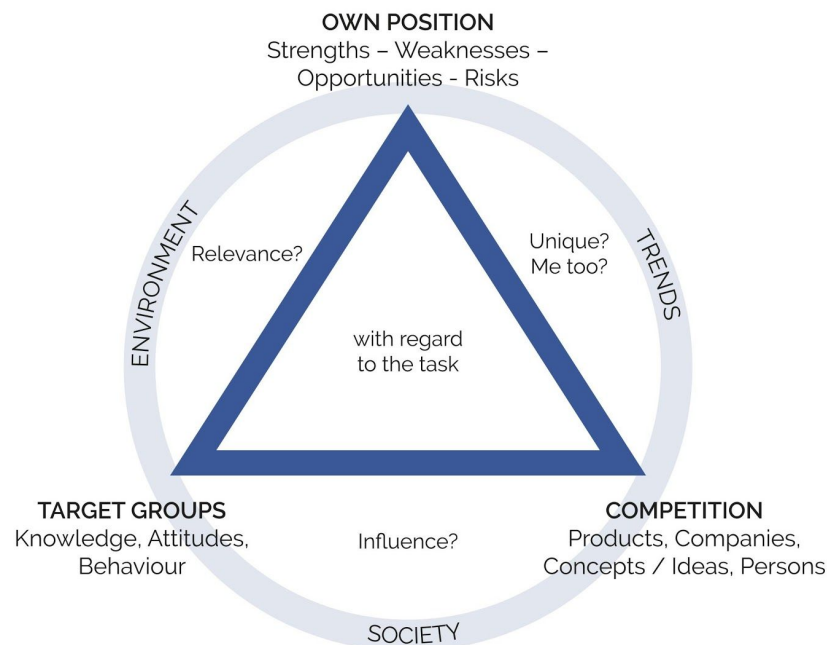 OWN POSITION
Strengths – Weaknesses –
Opportunities - Risks
ENVIRONMENT
Relevance?
Unique?
Me too?
TRENDS
with regard
to the task
TARGET GROUPS
Knowledge, Attitudes,
Behaviour
Influence?
COMPETITION
Products, Companies,
Concepts / Ideas, Persons
SOCIETY